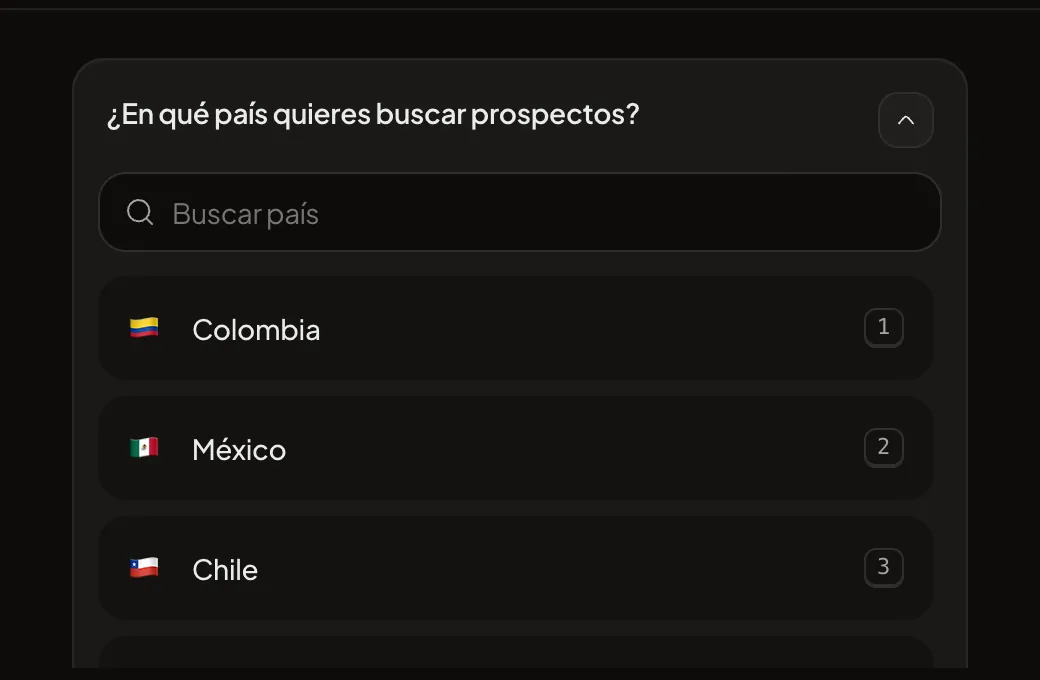 ¿En qué país quieres buscar prospectos?
Buscar país
Colombia 1
México 2
Chile 3